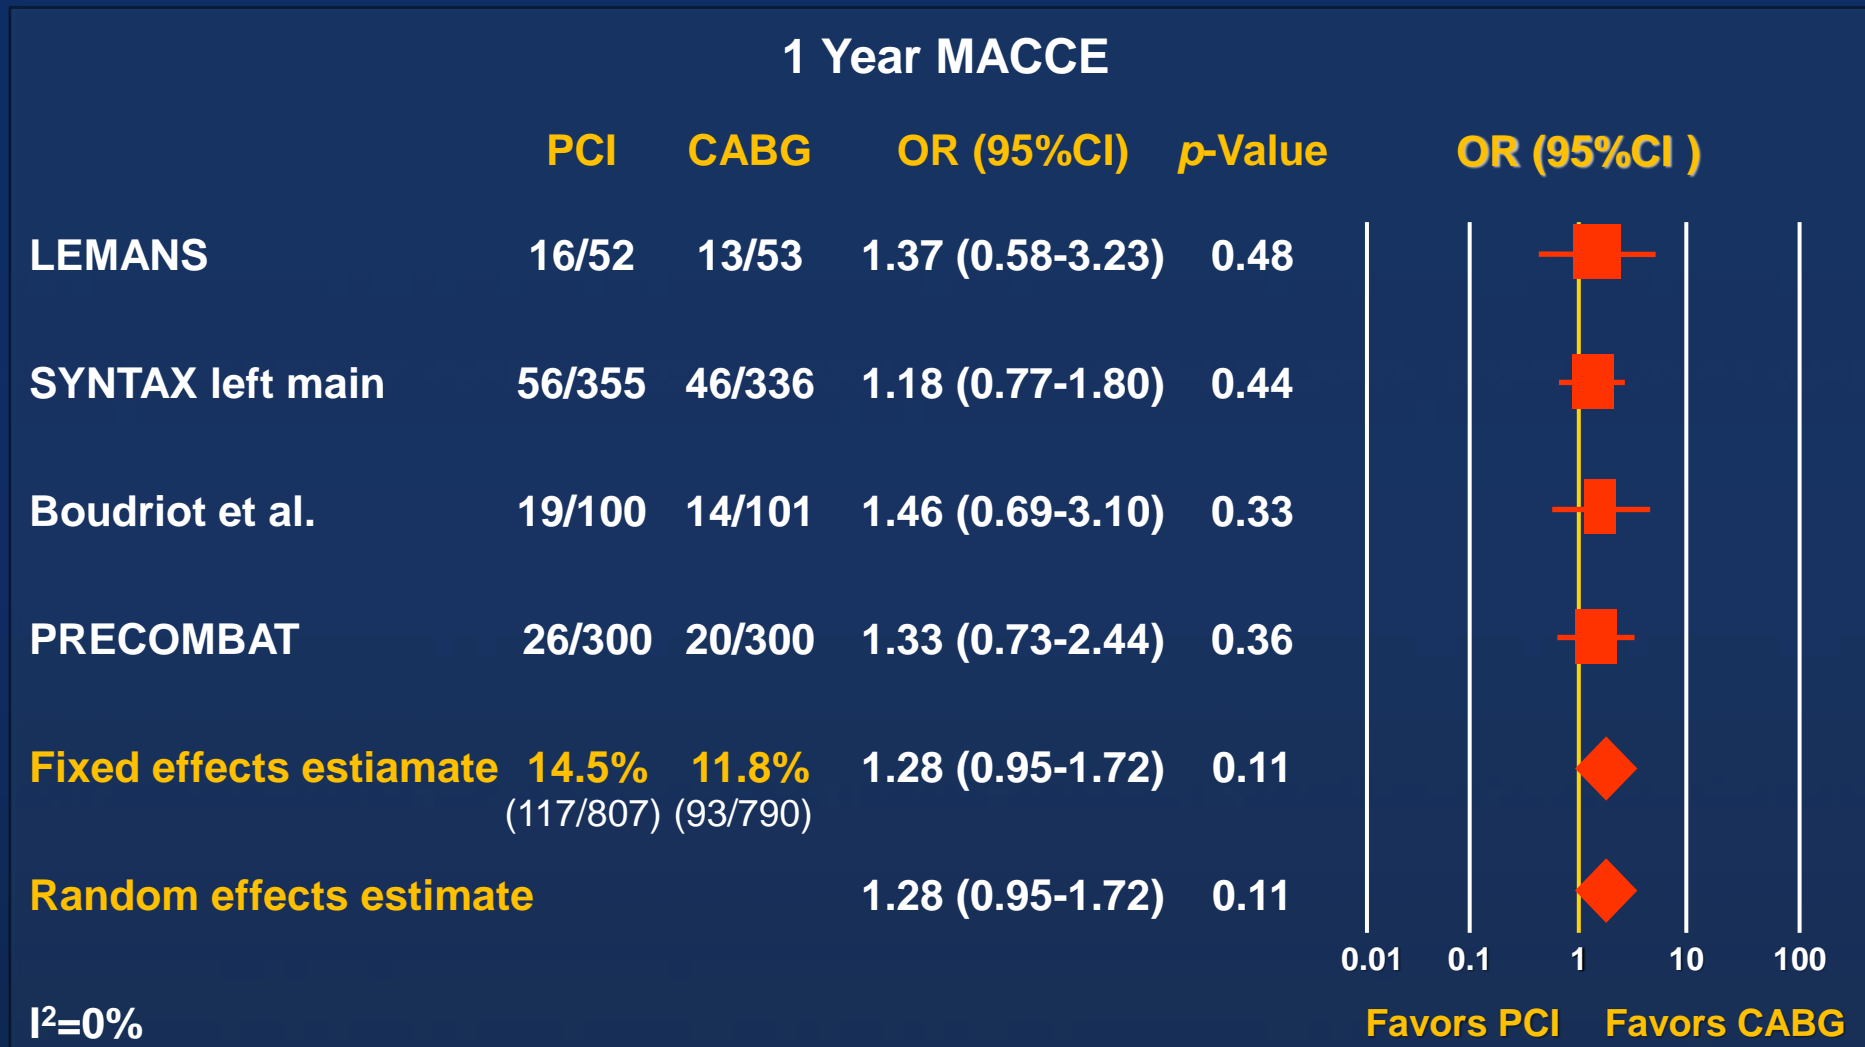 1 Year MACCE
PCI CABG OR (95%CI) p-Value OR (95%CI )
LEMANS 16/52 13/53 1.37 (0.58-3.23) 0.48
SYNTAX left main 56/355 46/336 1.18 (0.77-1.80) 0.44
Boudriot et al. 19/100 14/101 1.46 (0.69-3.10) 0.33
PRECOMBAT 26/300 20/300 1.33 (0.73-2.44) 0.36
Fixed effects estiamate 14.5% 11.8% 1.28 (0.95-1.72) 0.11
(117/807) (93/790)
Random effects estimate 1.28 (0.95-1.72) 0.11
0.01 0.1 1 10 100
I²=0% Favors PCI Favors CABG